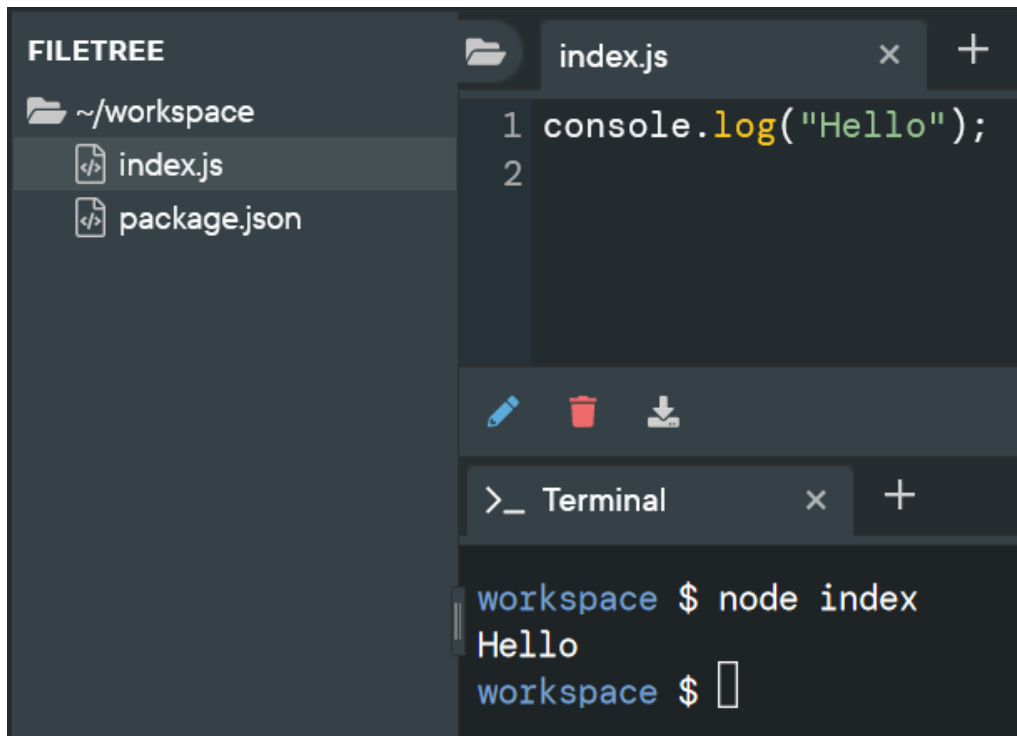 FILETREE
~/workspace
index.js
package.json
index.js
1 console.log("Hello");
2
>_ Terminal
workspace $ node index
Hello
workspace $